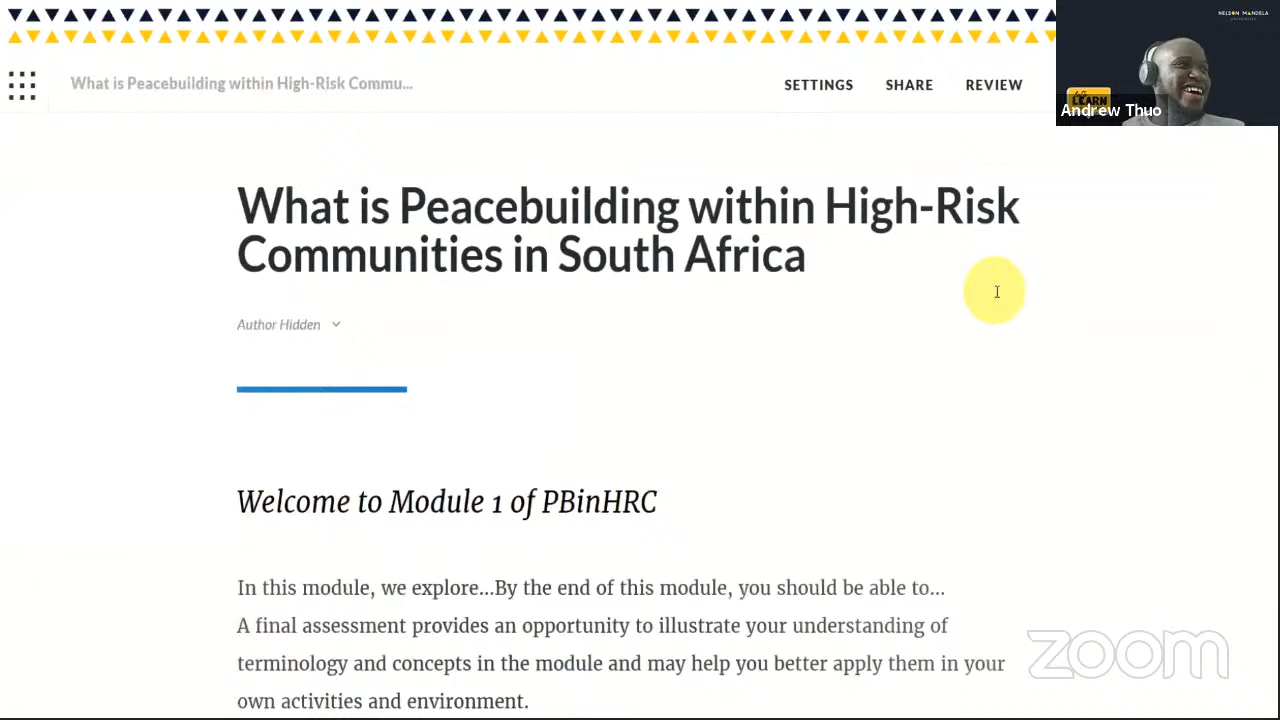 What is Peacebuilding within High-Risk Commu...
SETTINGS SHARE REVIEW
NELSON MANDELA
UNIVERSITY
LEARN
Andrew Thuo
What is Peacebuilding within High-Risk
Communities in South Africa
Author Hidden
Welcome to Module 1 of PBinHRC
In this module, we explore...By the end of this module, you should be able to...
A final assessment provides an opportunity to illustrate your understanding of
terminology and concepts in the module and may help you better apply them in your
own activities and environment.
zoom